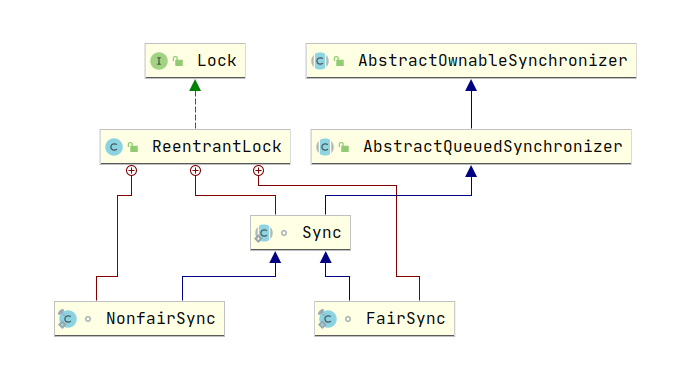 Lock
AbstractOwnableSynchronizer
ReentrantLock
AbstractQueuedSynchronizer
Sync
NonfairSync
FairSync